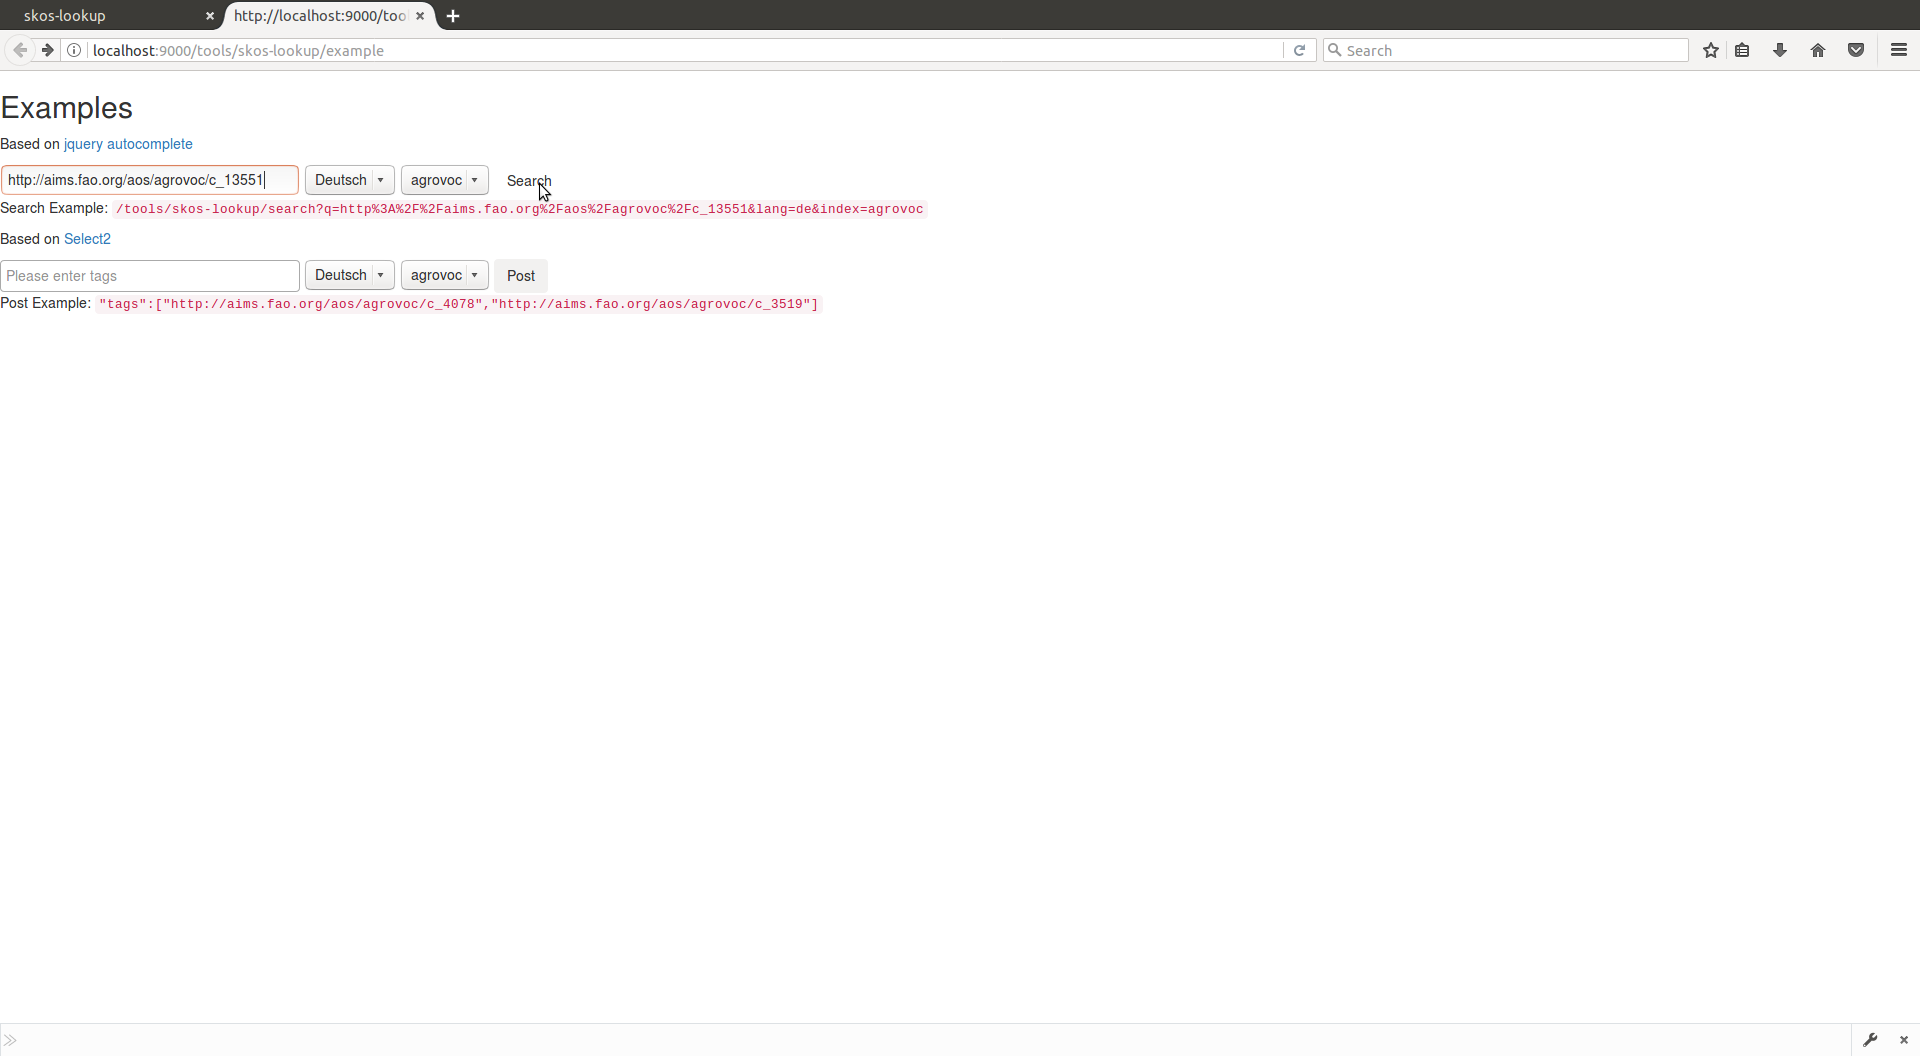 skos-lookup
http://localhost:9000/too
localhost:9000/tools/skos-lookup/example
Search
Examples
Based on jquery autocomplete
http://aims.fao.org/aos/agrovoc/c_13551
Deutsch
agrovoc
Search
Search Example: /tools/skos-lookup/search?q=http%3A%2F%2Faims.fao.org%2Faos%2Fagrovoc%2Fc_13551&lang=de&index=agrovoc
Based on Select2
Please enter tags
Deutsch
agrovoc
Post
Post Example: "tags":["http://aims.fao.org/aos/agrovoc/c_4078","http://aims.fao.org/aos/agrovoc/c_3519"]